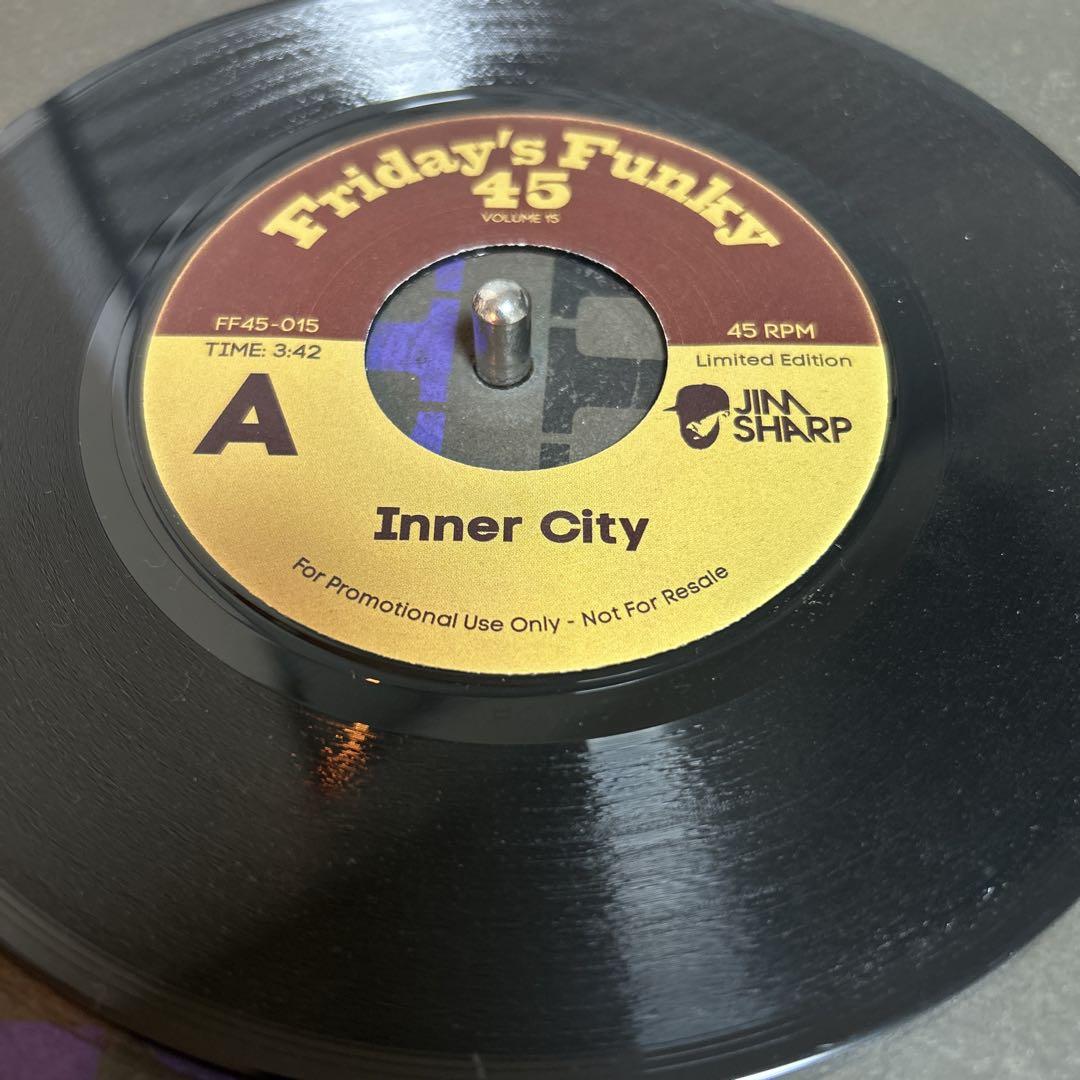 Friday's Funky
45
VOLUME 15
FF45-015
45 RPM
TIME: 3:42
Limited Edition
A
JIM
SHARP
Inner City
For Promotional Use Only - Not For Resale